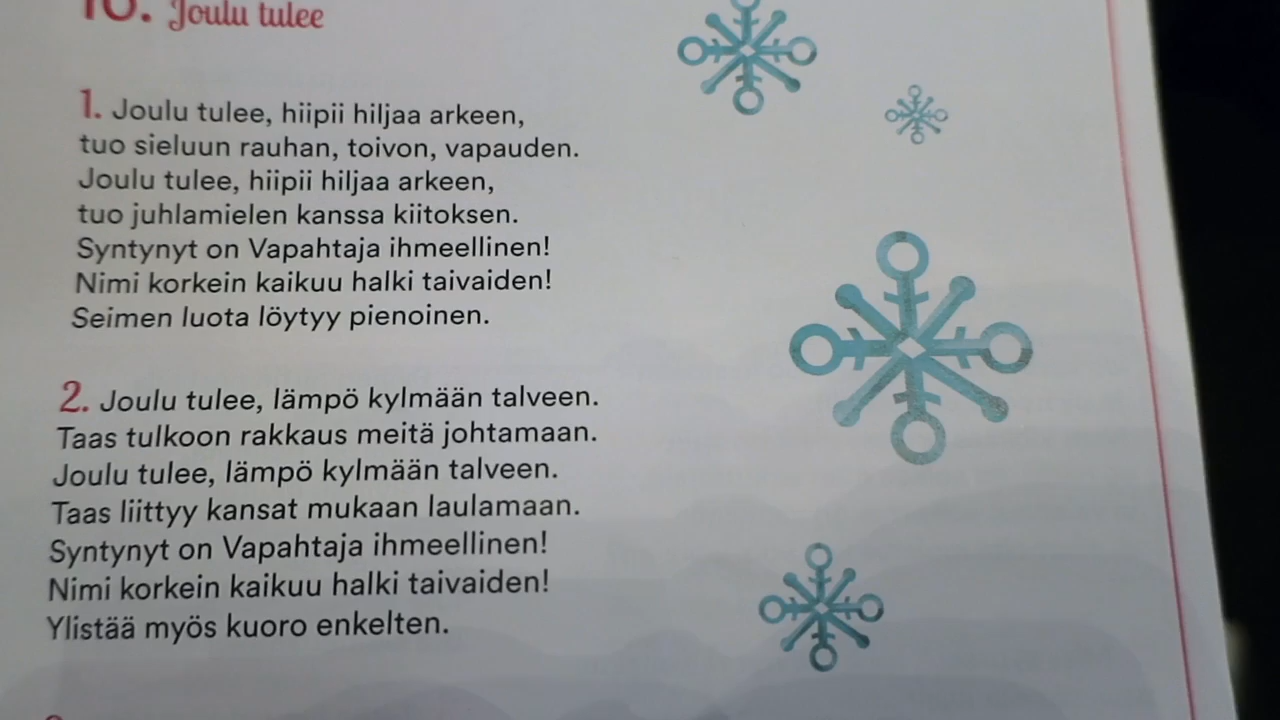 10. Joulu tulee
1. Joulu tulee, hiipii hiljaa arkeen,
tuo sieluun rauhan, toivon, vapauden.
Joulu tulee, hiipii hiljaa arkeen,
tuo juhlamielen kanssa kiitoksen.
Syntynyt on Vapahtaja ihmeellinen!
Nimi korkein kaikuu halki taivaiden!
Seimen luota löytyy pienoinen.
2. Joulu tulee, lämpö kylmään talveen.
Taas tulkoon rakkaus meitä johtamaan.
Joulu tulee, lämpö kylmään talveen.
Taas liittyy kansat mukaan laulamaan.
Syntynyt on Vapahtaja ihmeellinen!
Nimi korkein kaikuu halki taivaiden!
Ylistää myös kuoro enkelten.